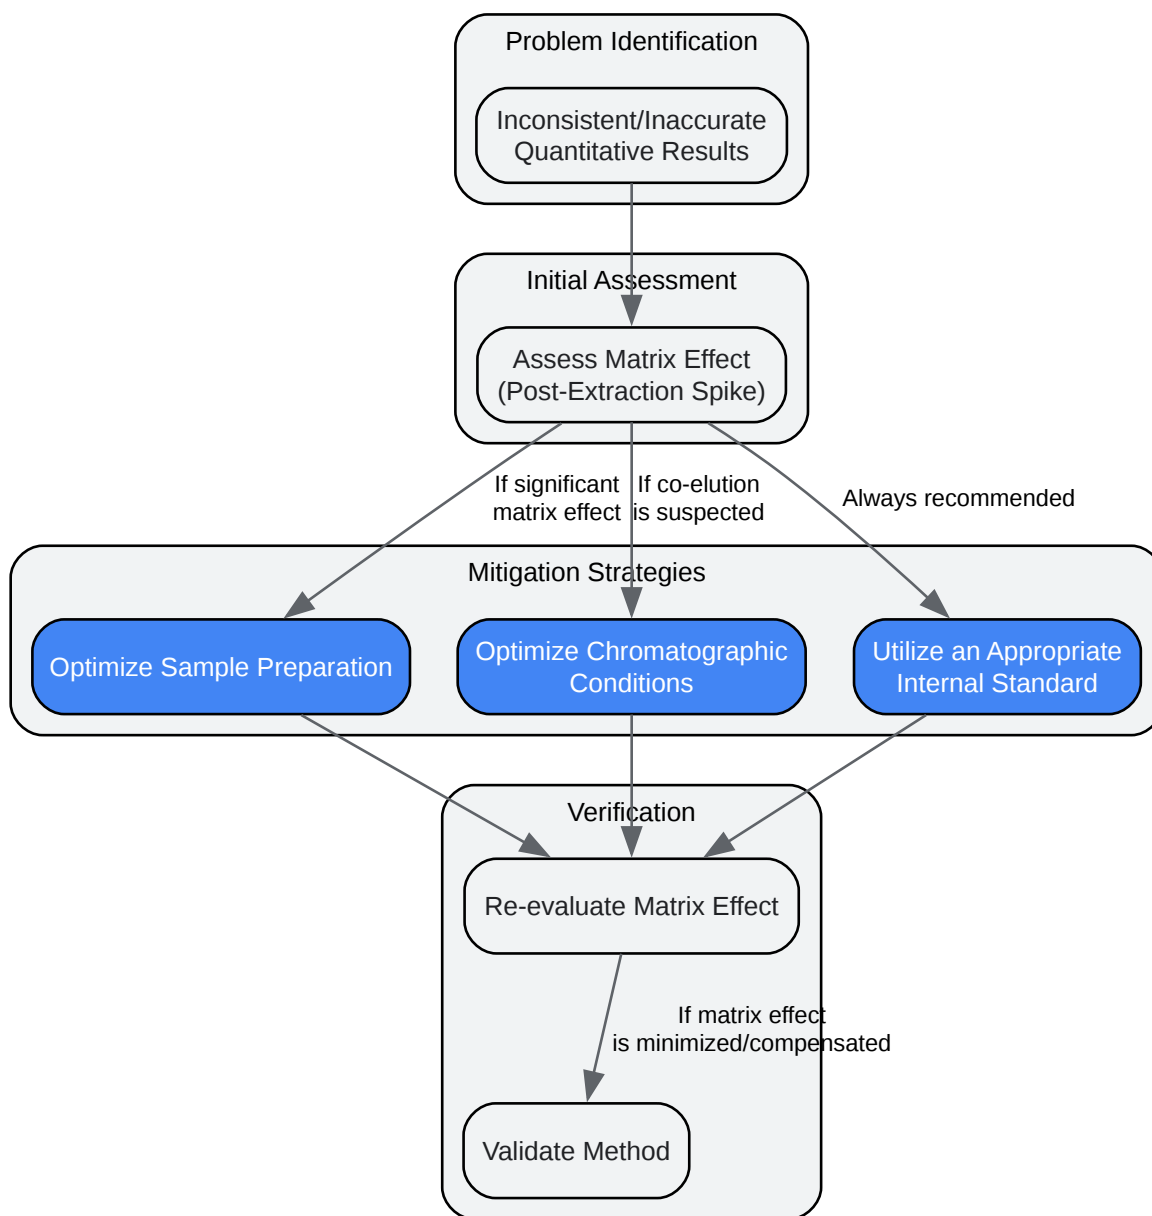 Problem Identification
Inconsistent/Inaccurate
Quantitative Results
Initial Assessment
Assess Matrix Effect
(Post-Extraction Spike)
If significant
matrix effect
If co-elution
is suspected
Always recommended
Mitigation Strategies
Optimize Sample Preparation
Optimize Chromatographic
Conditions
Utilize an Appropriate
Internal Standard
Verification
Re-evaluate Matrix Effect
If matrix effect
is minimized/compensated
Validate Method